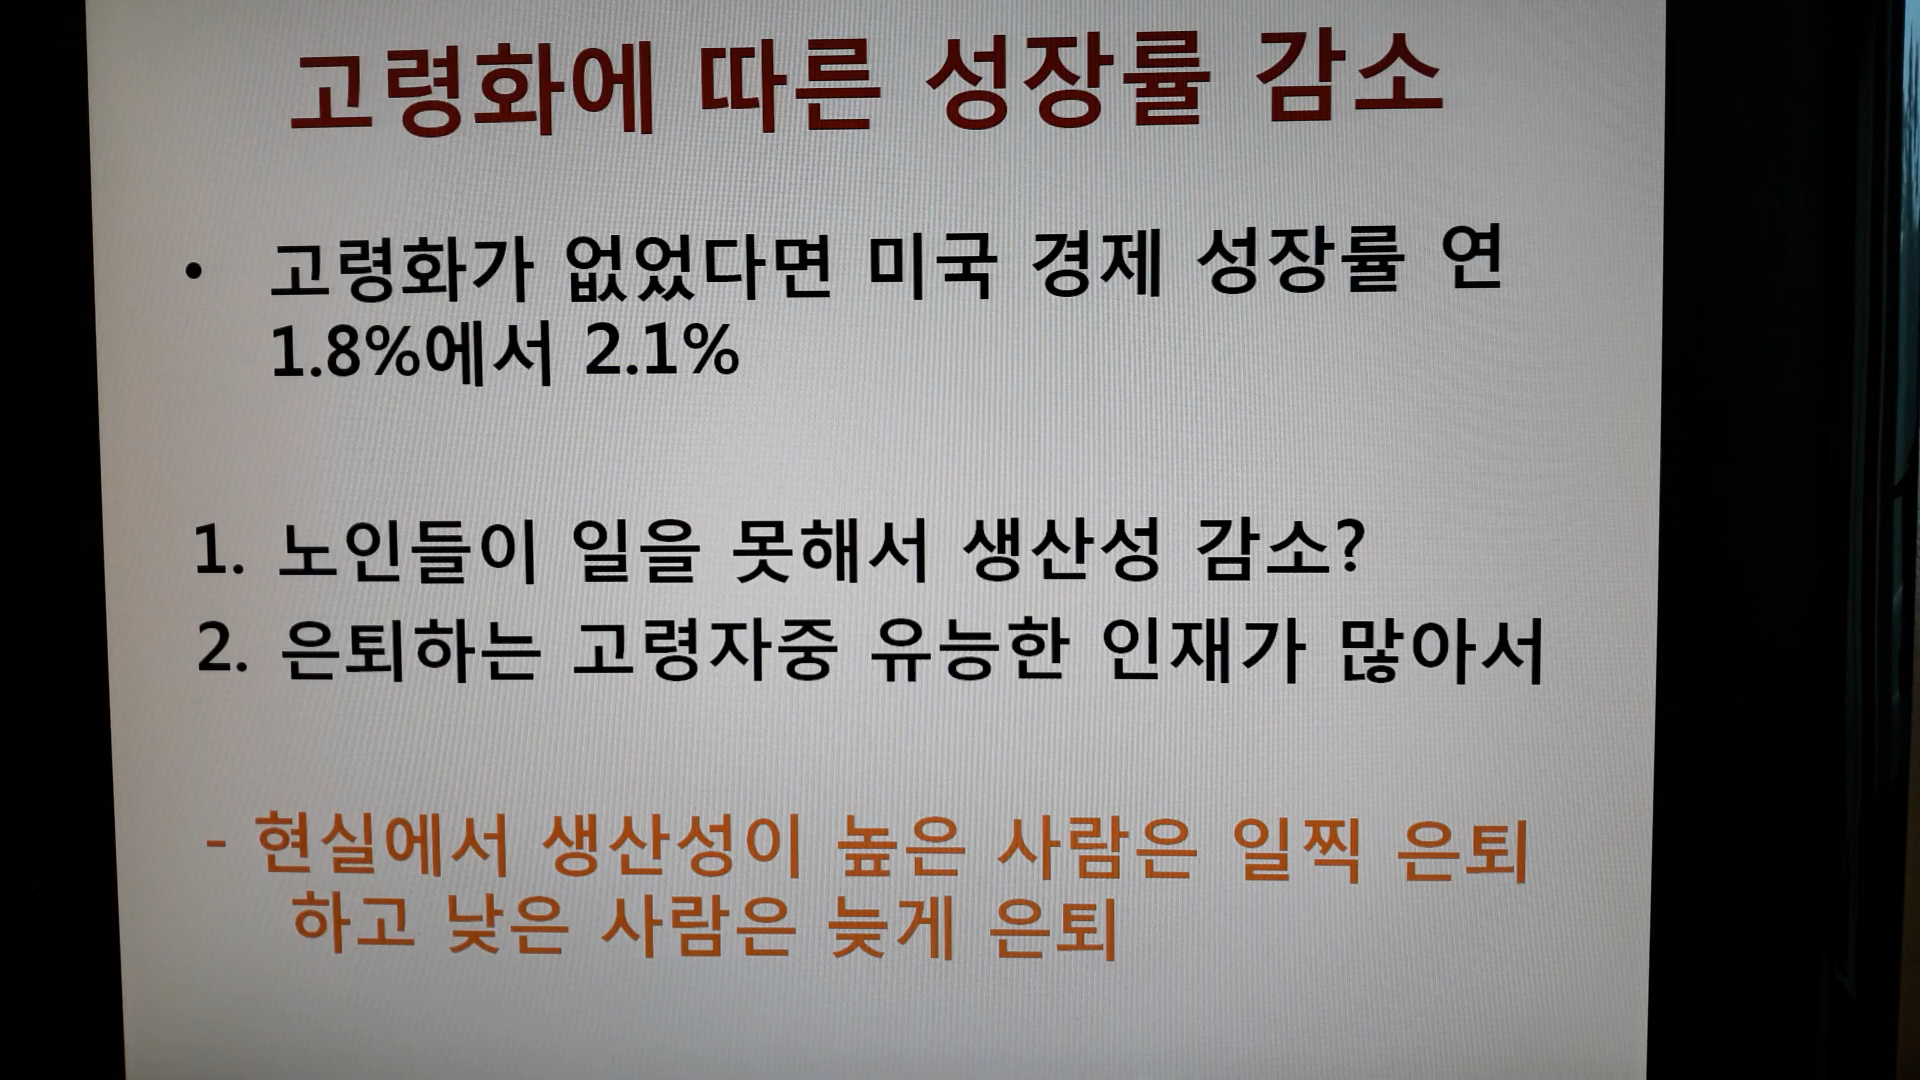 고령화에 따른 성장률 감소
• 고령화가 없었다면 미국 경제 성장률 연
1.8%에서 2.1%
1. 노인들이 일을 못해서 생산성 감소?
2. 은퇴하는 고령자중 유능한 인재가 많아서
- 현실에서 생산성이 높은 사람은 일찍 은퇴
하고 낮은 사람은 늦게 은퇴